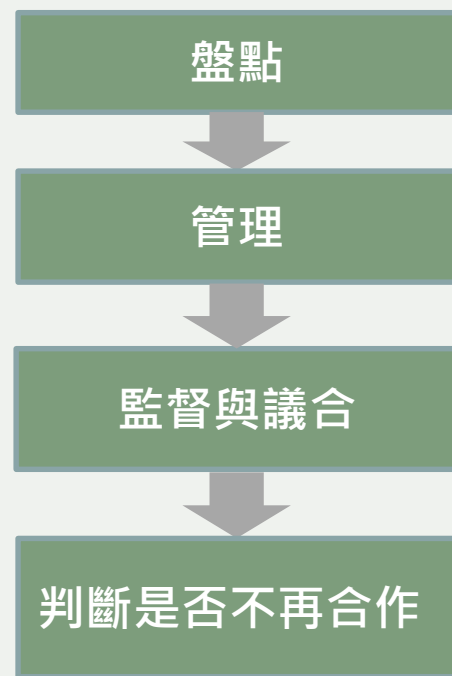 盤點
管理
監督與議合
判斷是否不再合作